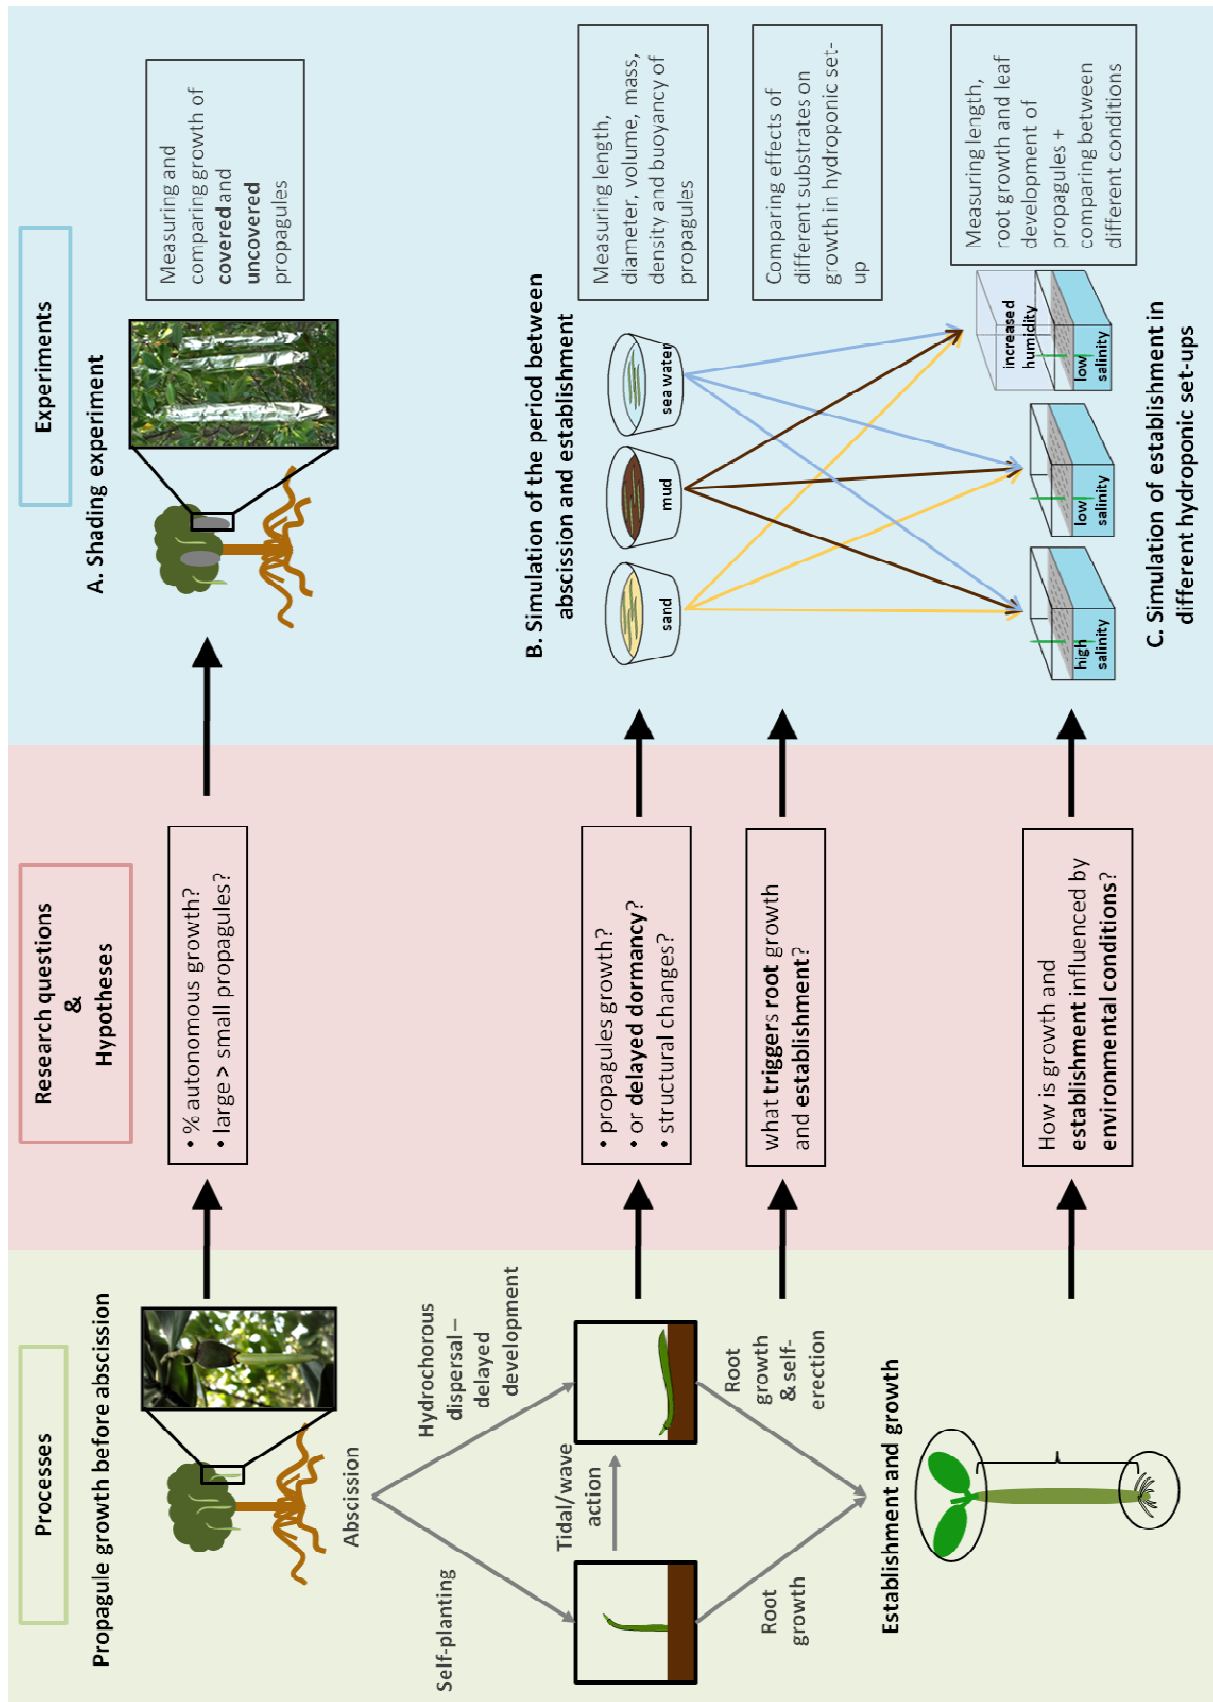 Processes
Propagule growth before abscission
Abscission
Self-planting
Hydrochorous
dispersal –
delayed
development
Tidal/wave
action
Root
growth
Root
growth
& self-
erection
Establishment and growth
Research questions
&
Hypotheses
• % autonomous growth?
• large > small propagules?
• propagules growth?
• or delayed dormancy?
• structural changes?
what triggers root growth
and establishment?
How is growth and
establishment influenced by
environmental conditions?
Experiments
A. Shading experiment
Measuring and
comparing growth of
covered and
uncovered
propagules
B. Simulation of the period between
abscission and establishment
sand
mud
sea water
Measuring length,
diameter, volume, mass,
density and buoyancy of
propagules
Comparing effects of
different substrates on
growth in hydroponic set-
up
high
salinity
low
salinity
increased
humidity
low
salinity
Measuring length,
root growth and leaf
development of
propagules +
comparing between
different conditions
C. Simulation of establishment in
different hydroponic set-ups